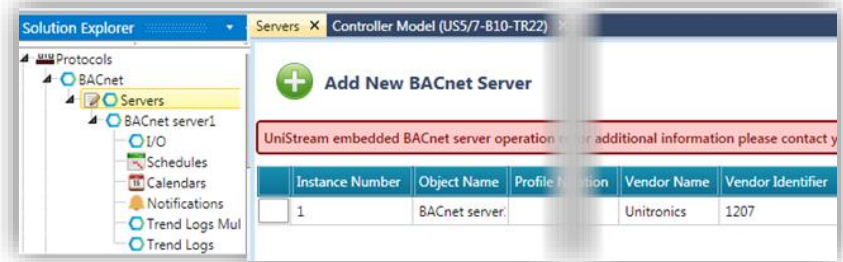 Solution Explorer
Servers X Controller Model (US5/7-B10-TR22)
Protocols
BACnet
Servers
BACnet server1
I/O
Schedules
Calendars
Notifications
Trend Logs Mul
Trend Logs
Add New BACnet Server
UniStream embedded BACnet server operation additional information please contact y
Instance Number Object Name Profile Vendor Name Vendor Identifier
1 BACnet server: Unitronics 1207